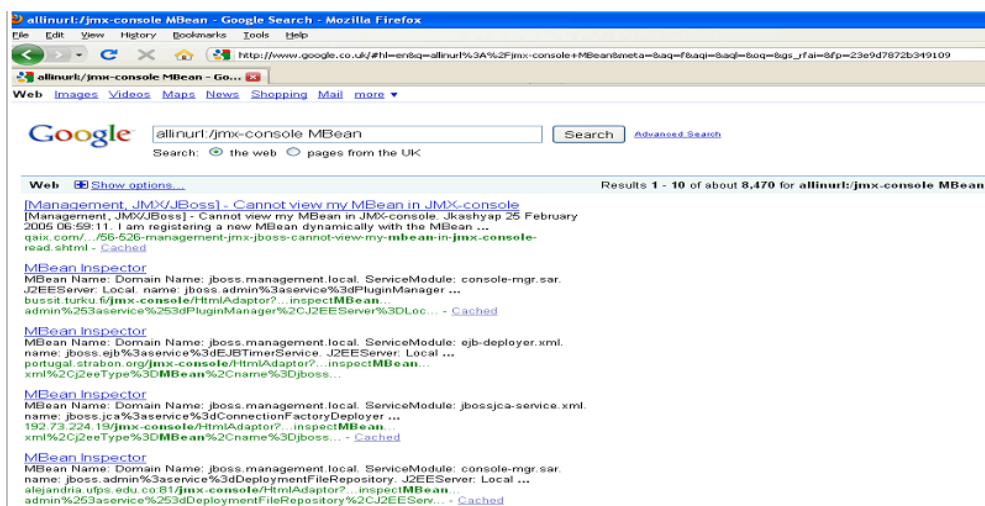 allinurl:/jmx-console MBean - Google Search - Mozilla Firefox
File Edit View History Bookmarks Tools Help
http://www.google.co.uk/#hl=en&q=allinurl%3A%2Fjmx-console+MBean&meta=&aq=f&aqi=&aql=&oq=&gs_rfai=&fp=23e9d7872b349109
allinurl:/jmx-console MBean - Go...
Web Images Videos Maps News Shopping Mail more ▼
Google allinurl:/jmx-console MBean Search Advanced Search
Search: the web pages from the UK
Web Show options... Results 1 - 10 of about 8,470 for allinurl:/jmx-console MBean
[Management, JMX/JBoss] - Cannot view my MBean in JMX-console
[Management, JMX/JBoss] - Cannot view my MBean in JMX-console. Jkashyap 25 February
2005 06:59:11. I am registering a new MBean dynamically with the MBean ...
qaix.com/.../56-526-management-jmx-jboss-cannot-view-my-mbean-in-jmx-console-
read.shtml - Cached
MBean Inspector
MBean Name: Domain Name: jboss.management.local. ServiceModule: console-mgr.sar.
J2EEServer: Local. name: jboss.admin%3aservice%3dPluginManager ...
bussit.turku.fi/jmx-console/HtmlAdaptor?...inspectMBean...
admin%253aservice%253dPluginManager%2CJ2EEServer%3DLoc... - Cached
MBean Inspector
MBean Name: Domain Name: jboss.management.local. ServiceModule: ejb-deployer.xml.
name: jboss.ejb%3aservice%3dEJBTimerService. J2EEServer: Local ...
portugal.strabon.org/jmx-console/HtmlAdaptor?...inspectMBean...
xml%2Cj2eeType%3DMBean%2Cname%3Djboss...
MBean Inspector
MBean Name: Domain Name: jboss.management.local. ServiceModule: jbossjca-service.xml.
name: jboss.jca%3aservice%3dConnectionFactoryDeployer ...
192.73.224.19/jmx-console/HtmlAdaptor?...inspectMBean...
xml%2Cj2eeType%3DMBean%2Cname%3Djboss... - Cached
MBean Inspector
MBean Name: Domain Name: jboss.management.local. ServiceModule: console-mgr.sar.
name: jboss.admin%3aservice%3dDeploymentFileRepository. J2EEServer: Local ...
alejandria.ufps.edu.co:81/jmx-console/HtmlAdaptor?...inspectMBean...
admin%253aservice%253dDeploymentFileRepository%2CJ2EEServ... - Cached